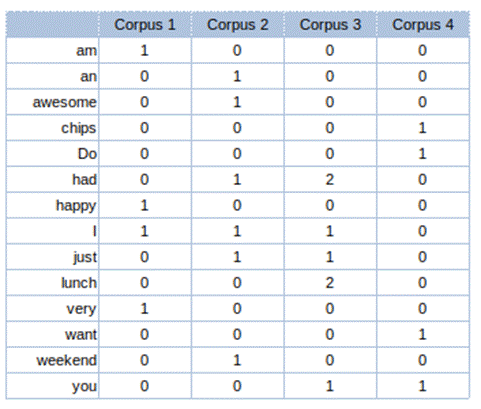 Corpus 1 Corpus 2 Corpus 3 Corpus 4
am 1 0 0 0
an 0 1 0 0
awesome 0 1 0 0
chips 0 0 0 1
Do 0 0 0 1
had 0 1 2 0
happy 1 0 0 0
I 1 1 1 0
just 0 1 1 0
lunch 0 0 2 0
very 1 0 0 0
want 0 0 0 1
weekend 0 1 0 0
you 0 0 1 1